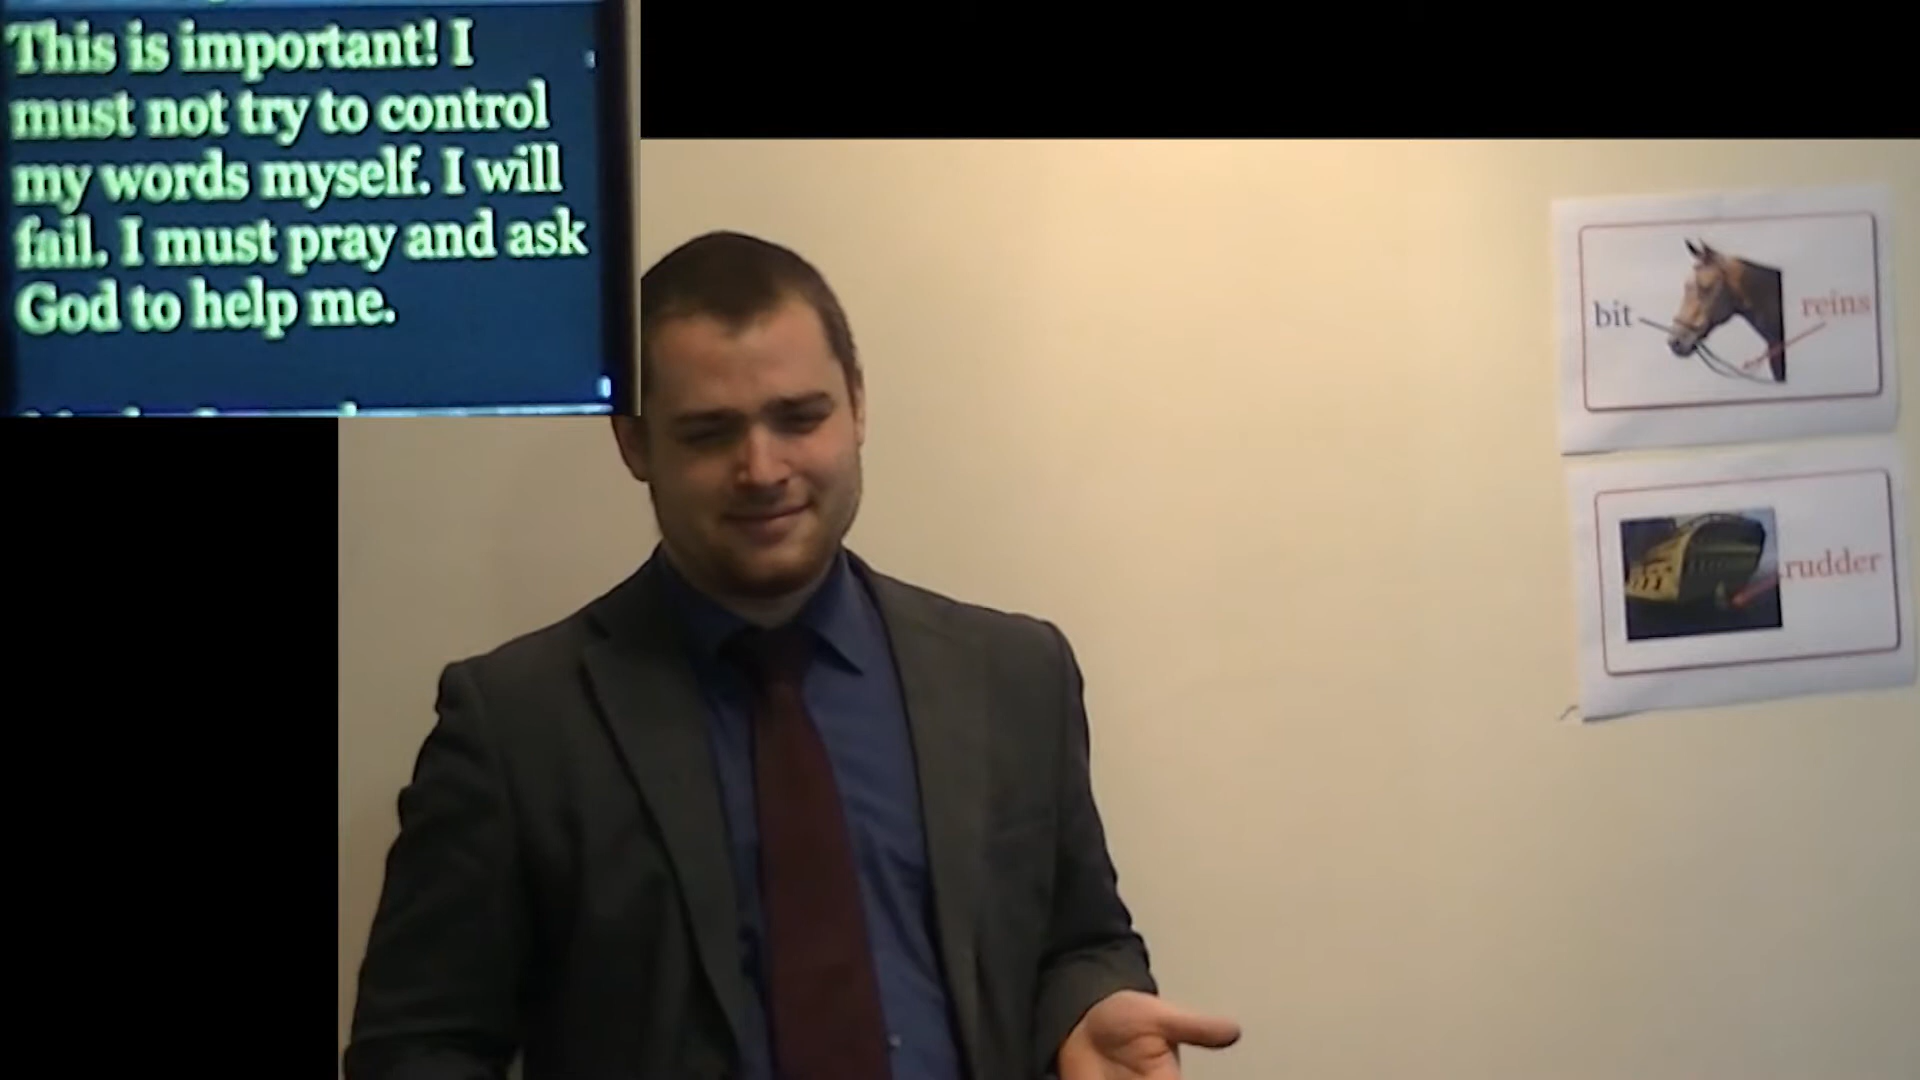 This is important! I
must not try to control
my words myself. I will
fail. I must pray and ask
God to help me.
bit
reins
rudder